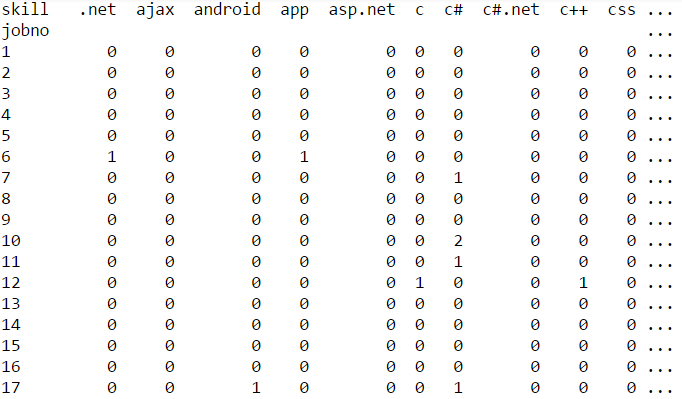 skill .net ajax android app asp.net c c# c#.net c++ css ...
jobno ...
1 0 0 0 0 0 0 0 0 0 0 ...
2 0 0 0 0 0 0 0 0 0 0 ...
3 0 0 0 0 0 0 0 0 0 0 ...
4 0 0 0 0 0 0 0 0 0 0 ...
5 0 0 0 0 0 0 0 0 0 0 ...
6 1 0 0 1 0 0 0 0 0 0 ...
7 0 0 0 0 0 0 1 0 0 0 ...
8 0 0 0 0 0 0 0 0 0 0 ...
9 0 0 0 0 0 0 0 0 0 0 ...
10 0 0 0 0 0 0 2 0 0 0 ...
11 0 0 0 0 0 0 1 0 0 0 ...
12 0 0 0 0 0 1 0 0 1 0 ...
13 0 0 0 0 0 0 0 0 0 0 ...
14 0 0 0 0 0 0 0 0 0 0 ...
15 0 0 0 0 0 0 0 0 0 0 ...
16 0 0 0 0 0 0 0 0 0 0 ...
17 0 0 1 0 0 0 1 0 0 0 ...